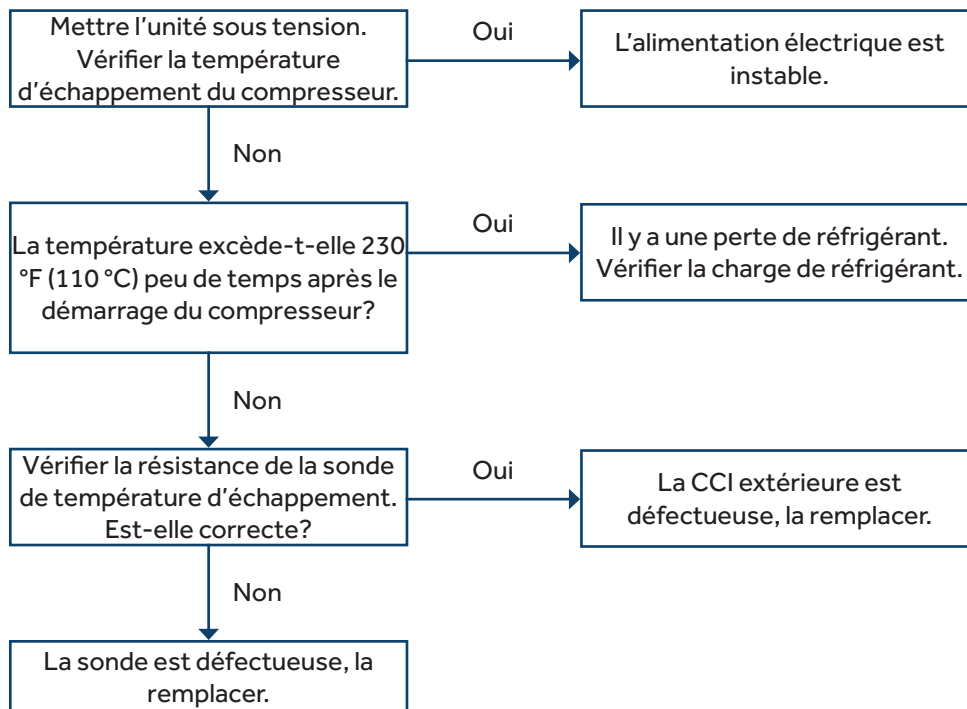 Mettre l'unité sous tension.
Vérifier la température
d'échappement du compresseur.
Oui
L'alimentation électrique est
instable.
Non
La température excède-t-elle 230
°F (110 °C) peu de temps après le
démarrage du compresseur?
Oui
Il y a une perte de réfrigérant.
Vérifier la charge de réfrigérant.
Non
Vérifier la résistance de la sonde
de température d'échappement.
Est-elle correcte?
Oui
La CCI extérieure est
défectueuse, la remplacer.
Non
La sonde est défectueuse, la
remplacer.